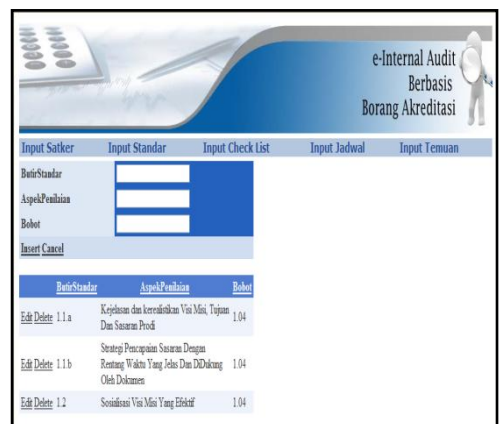 e-Internal Audit
Berbasis
Borang Akreditasi
Input Satker Input Standar Input Check List Input Jadwal Input Temuan
ButirStandar
AspekPenilaian
Bobot
Insert Cancel
ButirStandar AspekPenilaian Bobot
Edit Delete 1.1.a Kejelasan dan kerealistikan Visi Misi, Tujuan Dan Sasaran Prodi 1.04
Edit Delete 1.1.b Strategi Pencapaian Sasaran Dengan Rentang Waktu Yang Jelas Dan DiDukung Oleh Dokumen 1.04
Edit Delete 1.2 Sosialisasi Visi Misi Yang Efektif 1.04